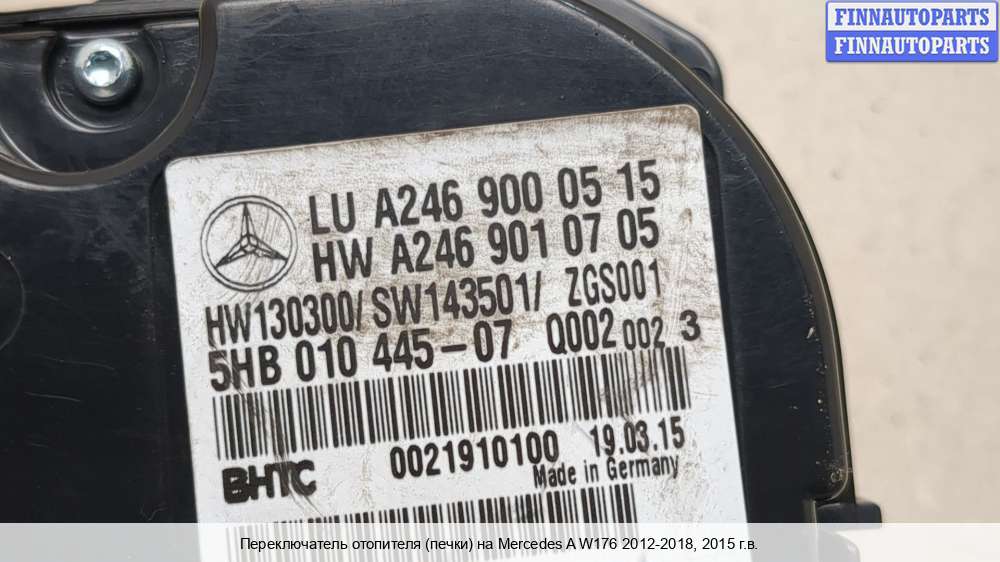 FINNAUTOPARTS
FINNAUTOPARTS
LU A246 900 05 15
HW A246 901 07 05
HW130300/ SW143501/ ZGS001
5HB 010 445-07 Q002 002 3
BHTC 0021910100 19.03.15
Made in Germany
Переключатель отопителя (печки) на Mercedes A W176 2012-2018, 2015 г.в.